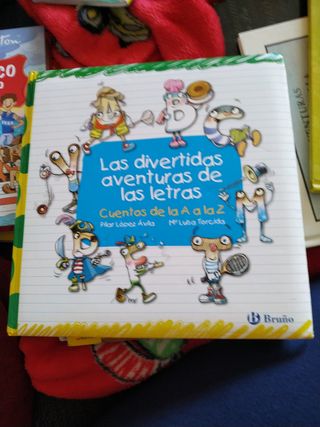 Las divertidas
aventuras de
las letras
Cuentos de la A a la Z
Pilar López Ávila Mª Luisa Torcida
B Bruño